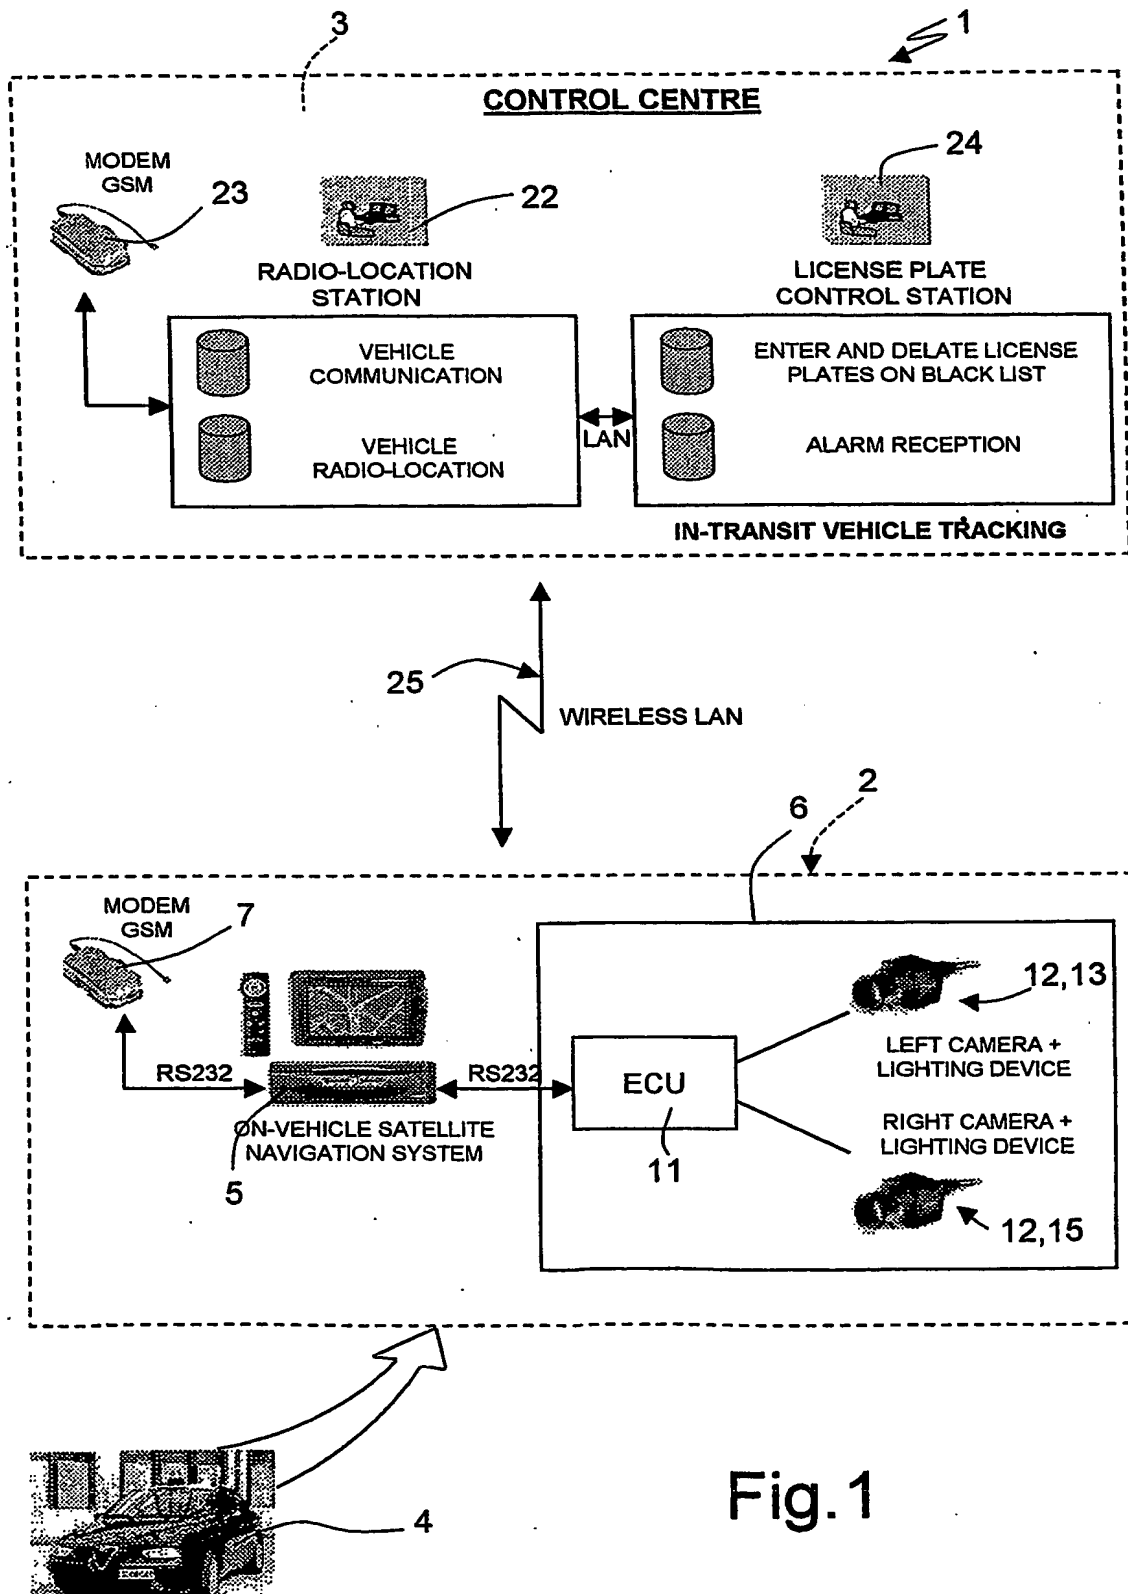 3
1
CONTROL CENTRE
MODEM
GSM
23
22
24
RADIO-LOCATION
STATION
LICENSE PLATE
CONTROL STATION
VEHICLE
COMMUNICATION
VEHICLE
RADIO-LOCATION
LAN
ENTER AND DELATE LICENSE
PLATES ON BLACK LIST
ALARM RECEPTION
IN-TRANSIT VEHICLE TRACKING
25
WIRELESS LAN
6
2
MODEM
GSM
7
RS232
RS232
ON-VEHICLE SATELLITE
NAVIGATION SYSTEM
5
ECU
11
12,13
LEFT CAMERA +
LIGHTING DEVICE
RIGHT CAMERA +
LIGHTING DEVICE
12,15
4
Fig.1